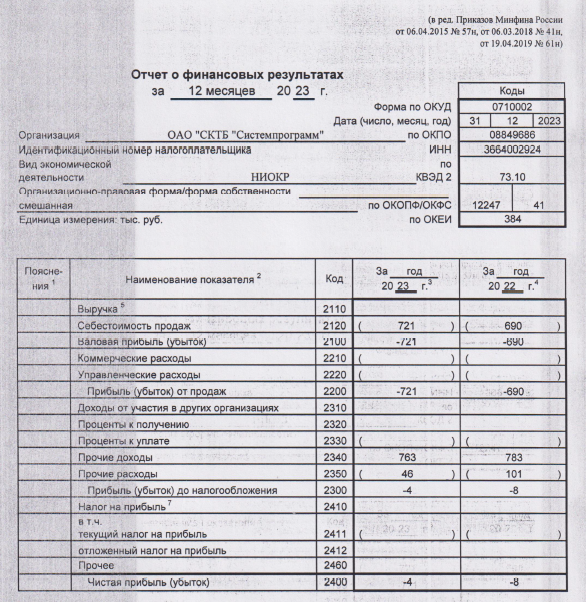 (в ред. Приказов Минфина России
от 06.04.2015 № 57н, от 06.03.2018 № 41н,
от 19.04.2019 № 61н)
Отчет о финансовых результатах
за 12 месяцев 20 23 г.
Коды
Форма по ОКУД 0710002
Дата (число, месяц, год) 31 12 2023
Организация ОАО "СКТБ "Системпрограмм" по ОКПО 08849686
Идентификационный номер налогоплательщика ИНН 3664002924
Вид экономической по
деятельности НИОКР КВЭД 2 73.10
Организационно-правовая форма/форма собственности
смешанная по ОКОПФ/ОКФС 12247 41
Единица измерения: тыс. руб. по ОКЕИ 384
Поясне- За год За год
ния 1 Наименование показателя 2 Код 20 23 г.3 20 22 г.4
Выручка 5 2110
Себестоимость продаж 2120 ( 721 ) ( 690 )
Валовая прибыль (убыток) 2100 -721 -690
Коммерческие расходы 2210 ( ) ( )
Управленческие расходы 2220 ( ) ( )
Прибыль (убыток) от продаж 2200 -721 -690
Доходы от участия в других организациях 2310
Проценты к получению 2320
Проценты к уплате 2330 ( ) ( )
Прочие доходы 2340 763 783
Прочие расходы 2350 ( 46 ) ( 101 )
Прибыль (убыток) до налогообложения 2300 -4 -8
Налог на прибыль 7 2410
в т.ч.
текущий налог на прибыль 2411 ( ) ( )
отложенный налог на прибыль 2412
Прочее 2460
Чистая прибыль (убыток) 2400 -4 -8